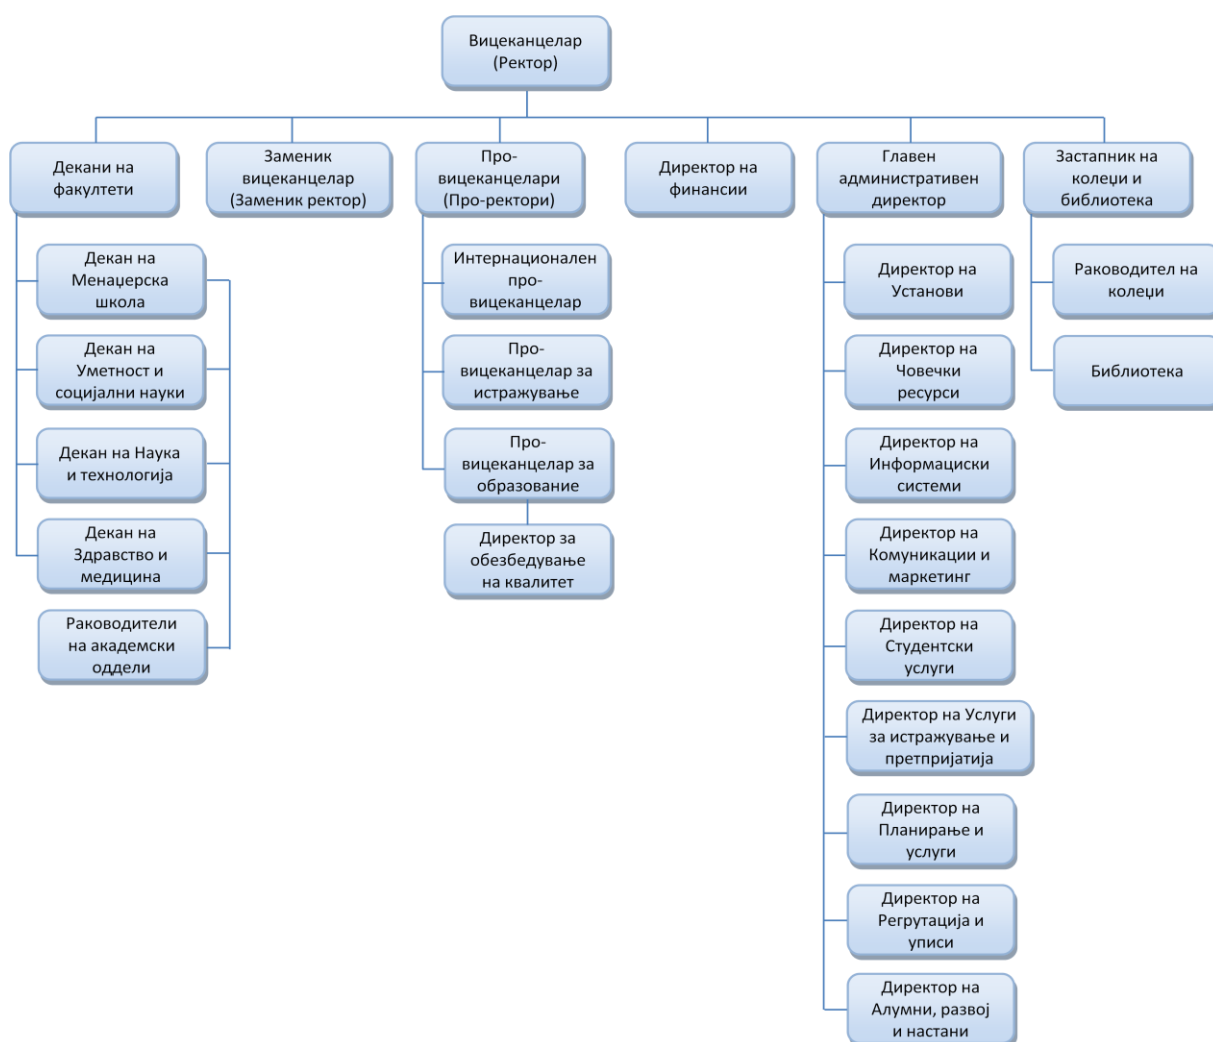 Вицеканцелар
(Ректор)
Декани на
факултети
Заменик
вицеканцелар
(Заменик ректор)
Про-
вицеканцелари
(Про-ректори)
Директор на
финансии
Главен
административен
директор
Застапник на
колеџи и
библиотека
Декан на
Менаџерска
школа
Декан на
Уметност и
социјални науки
Декан на Наука
и технологија
Декан на
Здравство и
медицина
Раководители
на академски
оддели
Интернационален
про-
вицеканцелар
Про-
вицеканцелар за
истражување
Про-
вицеканцелар за
образование
Директор за
обезбедување
на квалитет
Директор на
Установи
Директор на
Човечки
ресурси
Директор на
Информациски
системи
Директор на
Комуникации и
маркетинг
Директор на
Студентски
услуги
Директор на Услуги
за истражување и
претпријатија
Директор на
Планирање и
услуги
Директор на
Регрутација и
уписи
Директор на
Алумни, развој
и настани
Раководител на
колеџи
Библиотека